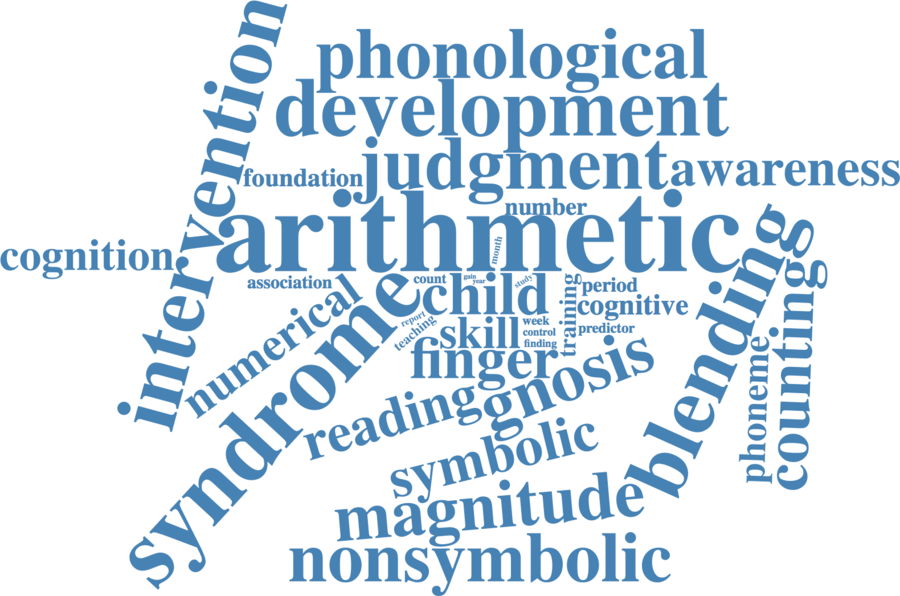 intervention
phonological
development
judgment
awareness
foundation
number
arithmetic
cognition
month
association
count
gain
year
study
child
period
cognitive
training
numerical
syndrome
report
teaching
skill
week
control
finding
predictor
finger
blending
counting
phoneme
reading
gnosis
symbolic
magnitude
nonsymbolic